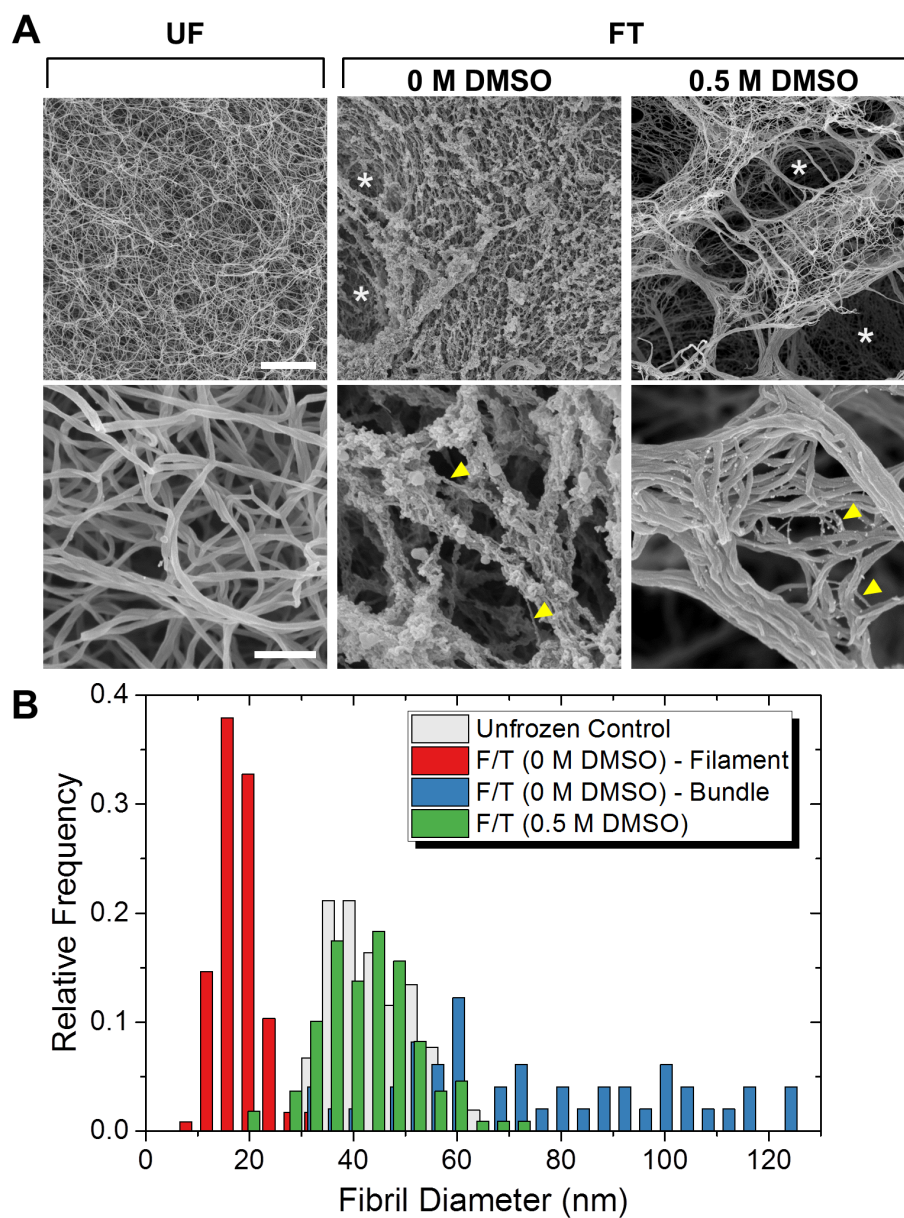 A
UF
FT
0 M DMSO
0.5 M DMSO
*
*
*
*
B
0.4
0.3
0.2
0.1
0.0
Relative Frequency
Unfrozen Control
F/T (0 M DMSO) - Filament
F/T (0 M DMSO) - Bundle
F/T (0.5 M DMSO)
0
20
40
60
80
100
120
Fibril Diameter (nm)